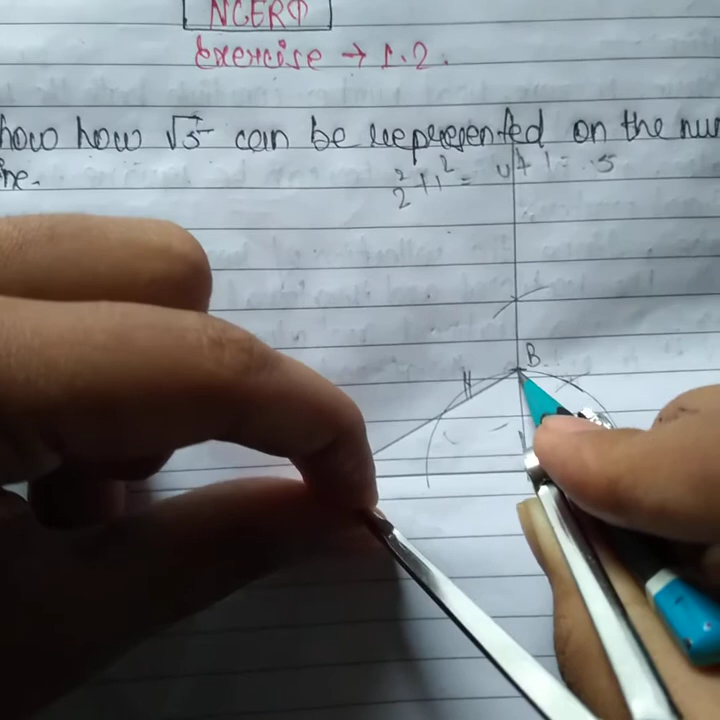 NCERT
Exercise → 1.2.
how how √5 can be represented on the nu
ne.
2² + 1² = 4 + 1 = 5
B
H